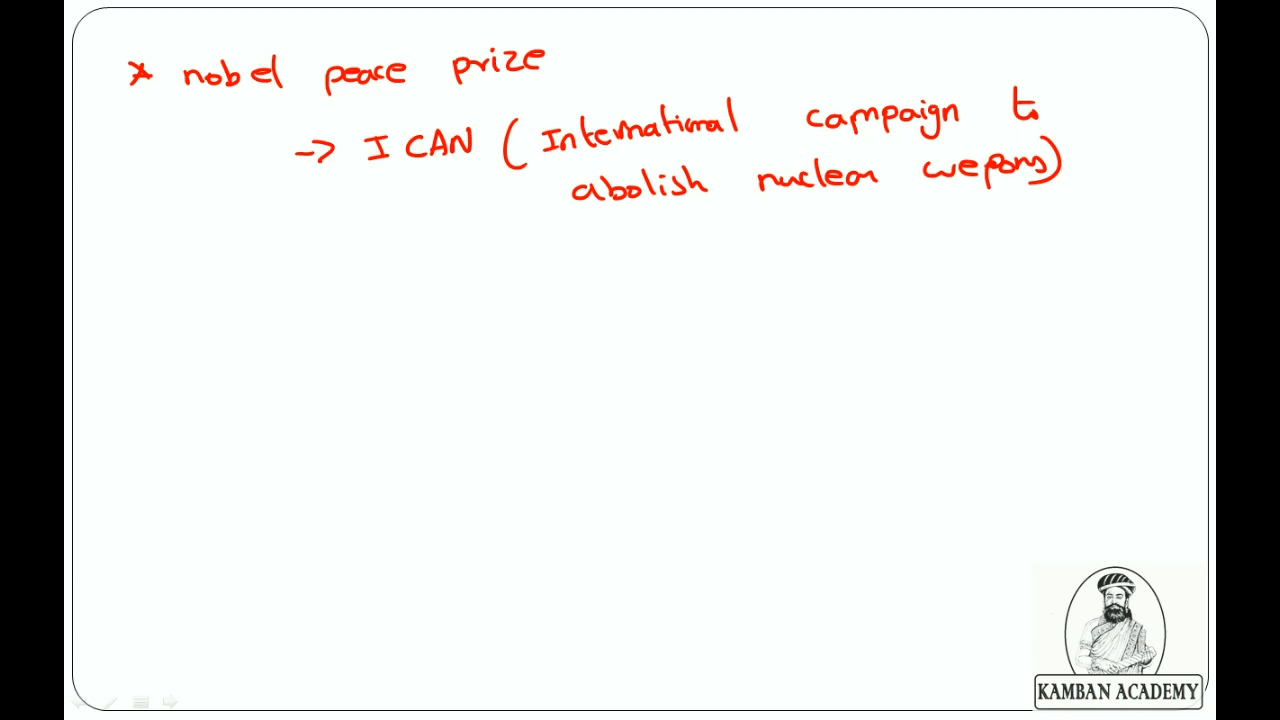 * nobel peace prize
-> I CAN (International campaign to
abolish nuclear wepons)
KAMBAN ACADEMY